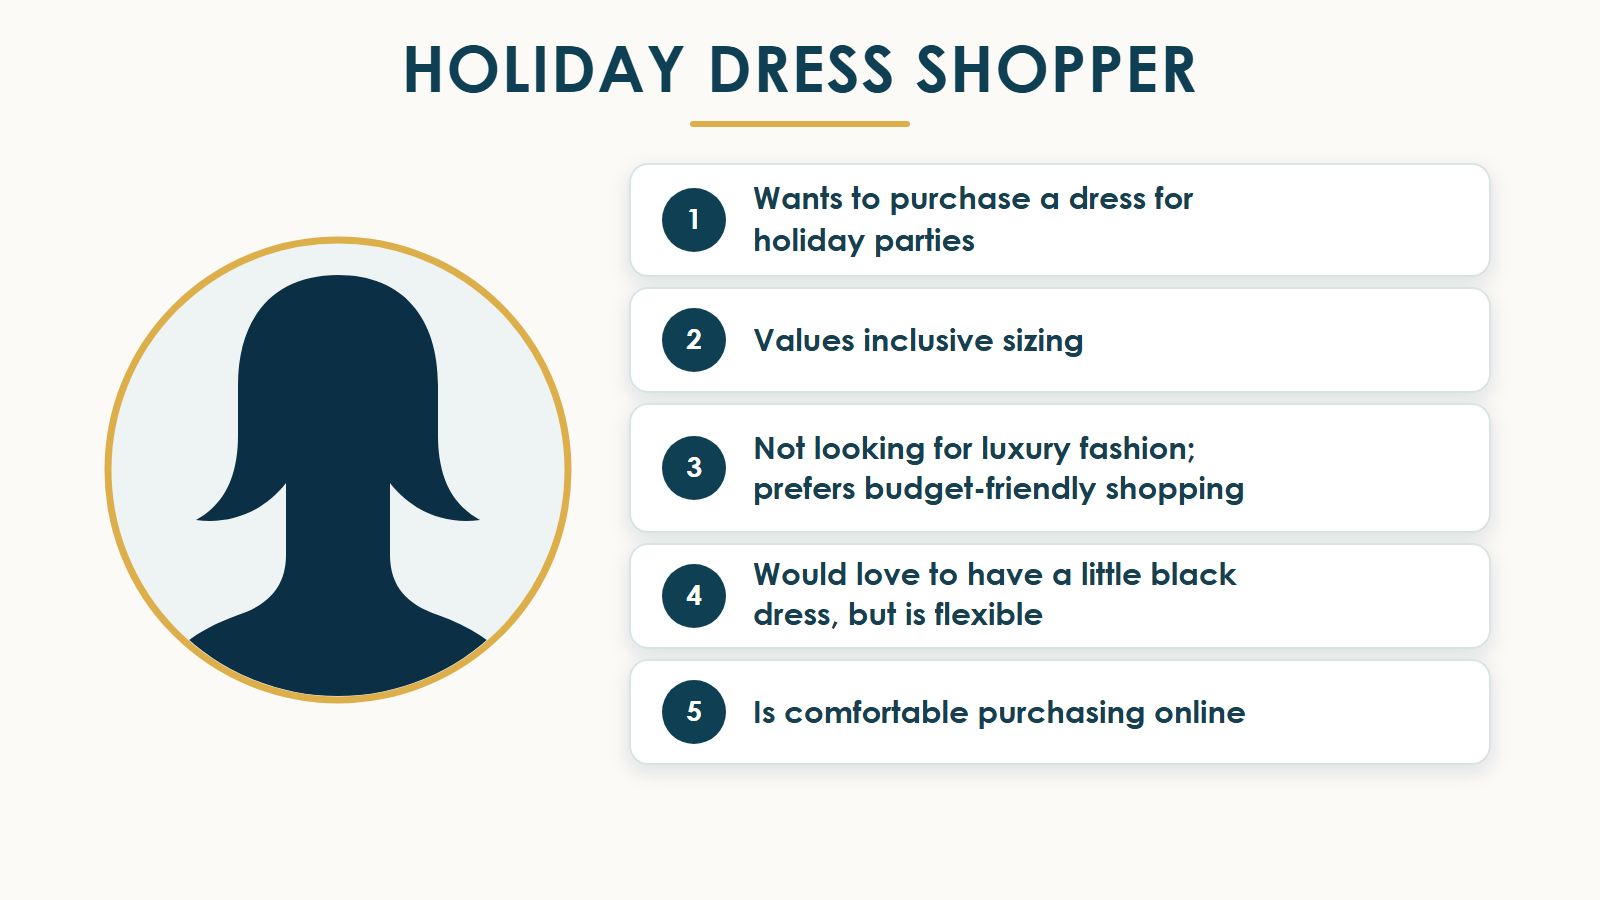 HOLIDAY DRESS SHOPPER
1
Wants to purchase a dress for
holiday parties
2
Values inclusive sizing
3
Not looking for luxury fashion;
prefers budget-friendly shopping
4
Would love to have a little black
dress, but is flexible
5
Is comfortable purchasing online